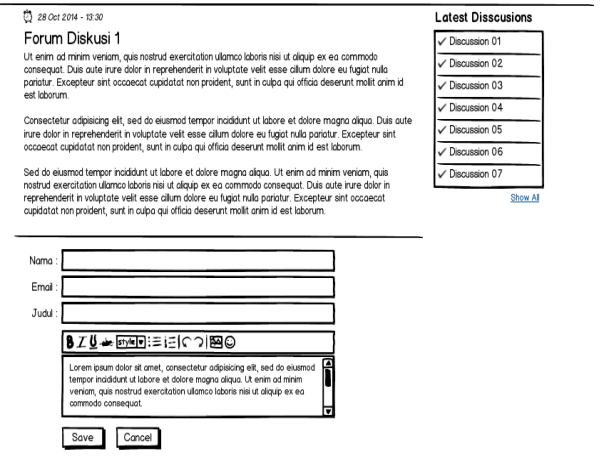 28 Oct 2014 - 13:30
Forum Diskusi 1
Ut enim ad minim veniam, quis nostrud exercitation ullamco laboris nisi ut aliquip ex ea commodo
consequat. Duis aute irure dolor in reprehenderit in voluptate velit esse cillum dolore eu fugiat nulla
pariatur. Excepteur sint occaecat cupidatat non proident, sunt in culpa qui officia deserunt mollit anim id
est laborum.
Consectetur adipisicing elit, sed do eiusmod tempor incididunt ut labore et dolore magna aliqua. Duis aute
irure dolor in reprehenderit in voluptate velit esse cillum dolore eu fugiat nulla pariatur. Excepteur sint
occaecat cupidatat non proident, sunt in culpa qui officia deserunt mollit anim id est laborum.
Sed do eiusmod tempor incididunt ut labore et dolore magna aliqua. Ut enim ad minim veniam, quis
nostrud exercitation ullamco laboris nisi ut aliquip ex ea commodo consequat. Duis aute irure dolor in
reprehenderit in voluptate velit esse cillum dolore eu fugiat nulla pariatur. Excepteur sint occaecat
cupidatat non proident, sunt in culpa qui officia deserunt mollit anim id est laborum.
Latest Disscusions
Discussion 01
Discussion 02
Discussion 03
Discussion 04
Discussion 05
Discussion 06
Discussion 07
Show All
Nama :
Email :
Judul :
B I U abc style
Lorem ipsum dolor sit amet, consectetur adipisicing elit, sed do eiusmod
tempor incididunt ut labore et dolore magna aliqua. Ut enim ad minim
veniam, quis nostrud exercitation ullamco laboris nisi ut aliquip ex ea
commodo consequat.
Save Cancel